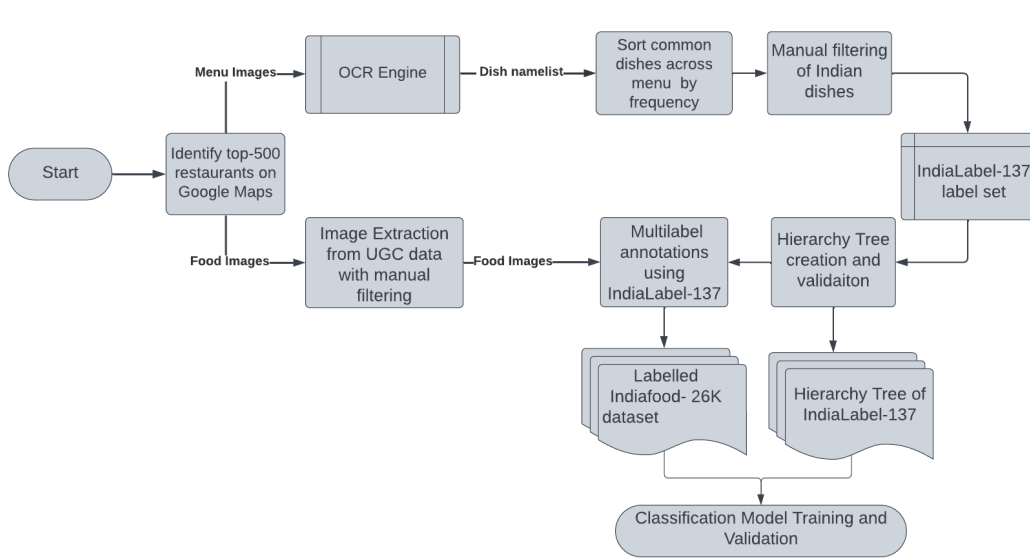 Menu Images
OCR Engine
Dish namelist
Sort common
dishes across
menu by
frequency
Manual filtering
of Indian
dishes
Start
Identify top-500
restaurants on
Google Maps
IndiaLabel-137
label set
Food Images
Image Extraction
from UGC data
with manual
filtering
Food Images
Multilabel
annotations
using
IndiaLabel-137
Hierarchy Tree
creation and
validaiton
Labelled
Indiafood- 26K
dataset
Hierarchy Tree of
IndiaLabel-137
Classification Model Training and
Validation